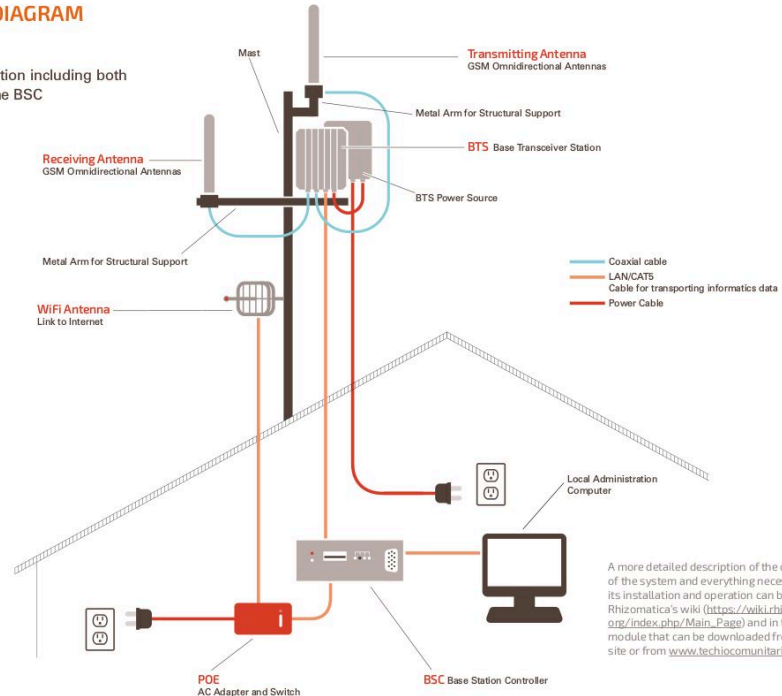 DIAGRAM
tion including both
he BSC
Mast
Transmitting Antenna
GSM Omnidirectional Antennas
Metal Arm for Structural Support
BTS Base Transceiver Station
Receiving Antenna
GSM Omnidirectional Antennas
BTS Power Source
Metal Arm for Structural Support
Coaxial cable
LAN/CAT5
Cable for transporting informatics data
Power Cable
WiFi Antenna
Link to Internet
Local Administration
Computer
A more detailed description of the
of the system and everything
its installation and operation can
Rhizomatica's wiki (https://wiki.rhi
org/index.php/Main_Page) and in
module that can be downloaded
site or from www.techiocomunitari
POE
AC Adapter and Switch
BSC Base Station Controller